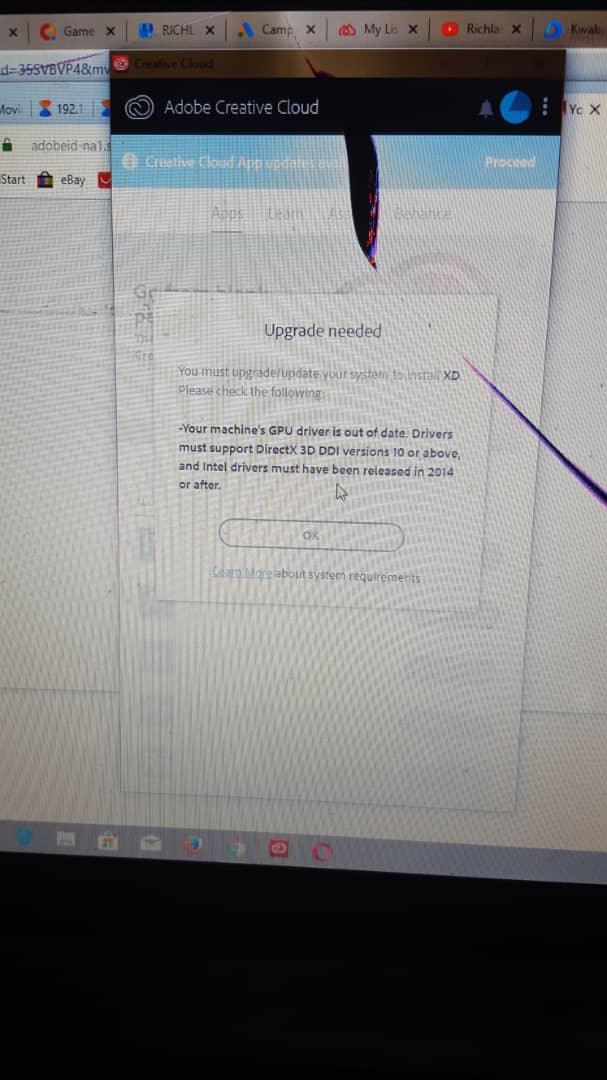 Game
RICHL
Camp
My Lis
Richla
Kwab
d=35SVBVP4&mv
Creative Cloud
Movi
192.1
Adobe Creative Cloud
Yc
adobeid-na1.s
Creative Cloud App updates ava
Proceed
Start
eBay
Apps
Learn
Behance
Upgrade needed
You must upgrade/update your system to install XD.
Please check the following:
-Your machine's GPU driver is out of date. Drivers
must support DirectX 3D DDI versions 10 or above,
and Intel drivers must have been released in 2014
or after.
OK
Learn More about system requirements